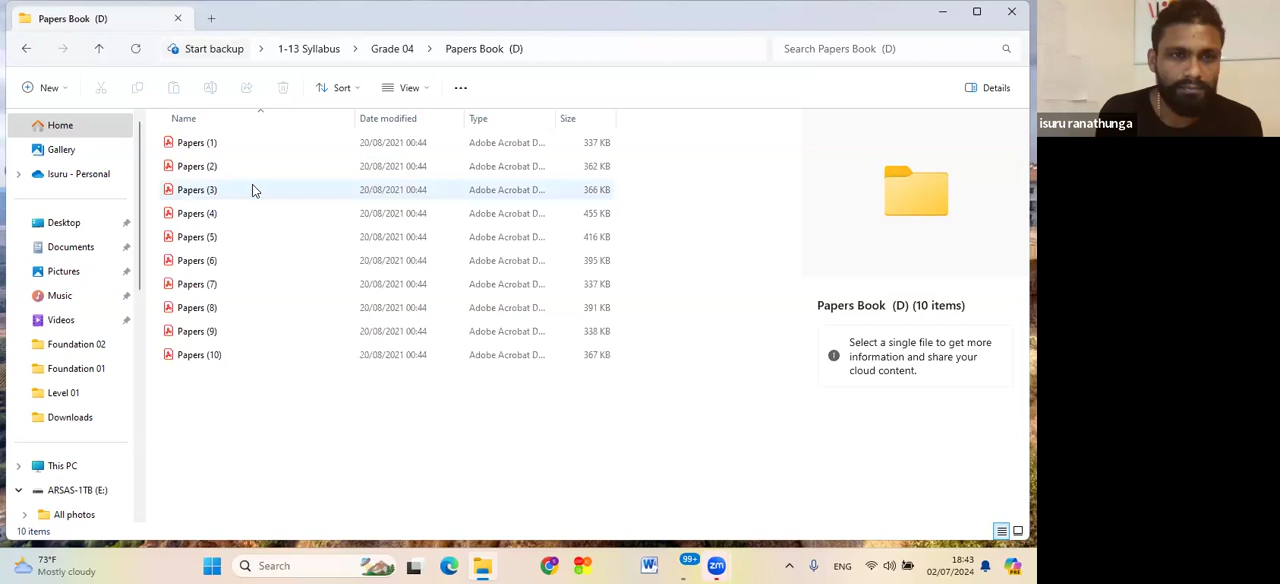 Papers Book (D)
Start backup
1-13 Syllabus
Grade 04
Papers Book (D)
Search Papers Book (D)
New
Sort
View
Details
Name
Date modified
Type
Size
Papers (1) 20/08/2021 00:44 Adobe Acrobat D... 337 KB
Papers (2) 20/08/2021 00:44 Adobe Acrobat D... 362 KB
Papers (3) 20/08/2021 00:44 Adobe Acrobat D... 366 KB
Papers (4) 20/08/2021 00:44 Adobe Acrobat D... 455 KB
Papers (5) 20/08/2021 00:44 Adobe Acrobat D... 416 KB
Papers (6) 20/08/2021 00:44 Adobe Acrobat D... 395 KB
Papers (7) 20/08/2021 00:44 Adobe Acrobat D... 337 KB
Papers (8) 20/08/2021 00:44 Adobe Acrobat D... 391 KB
Papers (9) 20/08/2021 00:44 Adobe Acrobat D... 338 KB
Papers (10) 20/08/2021 00:44 Adobe Acrobat D... 367 KB
Home
Gallery
Isuru - Personal
Desktop
Documents
Pictures
Music
Videos
Foundation 02
Foundation 01
Level 01
Downloads
This PC
ARSAS-1TB (E:)
All photos
10 items
Papers Book (D) (10 items)
Select a single file to get more
information and share your
cloud content.
isuru ranathunga
73°F
Mostly cloudy
Search
99+
zm
ENG
18:43
02/07/2024
PRE